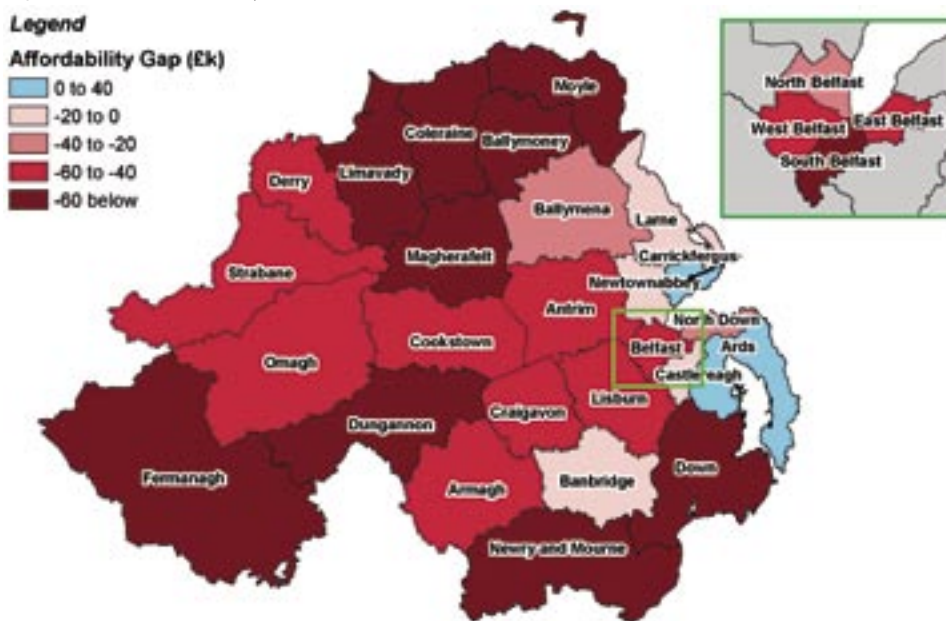 Legend
Affordability Gap (£k)
0 to 40
-20 to 0
-40 to -20
-60 to -40
-60 below
Moyle
Coleraine
Ballymoney
Limavady
Derry
Ballymena
Larne
Magherafelt
Carrickfergus
Strabane
Newtownabbey
Antrim
North Down
Cookstown
Belfast
Ards
Omagh
Castlereagh
Lisburn
Craigavon
Dungannon
Fermanagh
Down
Armagh
Banbridge
Newry and Mourne
North Belfast
West Belfast
East Belfast
South Belfast